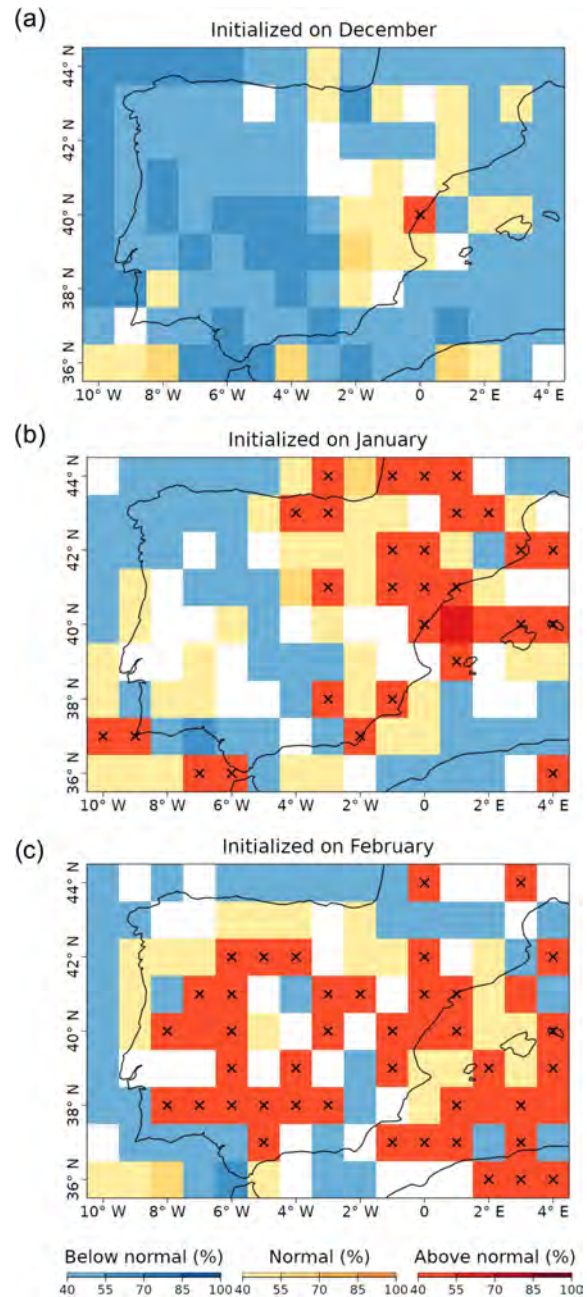 (a)
Initialized on December
44° N
42° N
40° N
38° N
36° N
10° W 8° W 6° W 4° W 2° W 0 2° E 4° E
(b)
Initialized on January
44° N
42° N
40° N
38° N
36° N
10° W 8° W 6° W 4° W 2° W 0 2° E 4° E
(c)
Initialized on February
44° N
42° N
40° N
38° N
36° N
10° W 8° W 6° W 4° W 2° W 0 2° E 4° E
Below normal (%) Normal (%) Above normal (%)
40 55 70 85 100 40 55 70 85 100 40 55 70 85 100